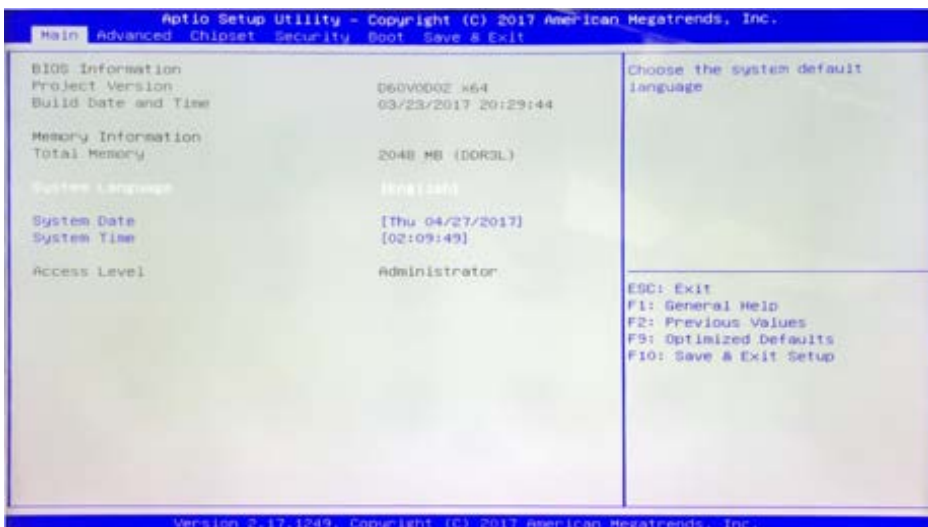 Aptio Setup Utility – Copyright (C) 2017 American Megatrends, Inc.
Main Advanced Chipset Security Boot Save & Exit
BIOS Information
Project Version D60V0D02 x64
Build Date and Time 03/23/2017 20:29:44
Memory Information
Total Memory 2048 MB (DDR3L)
System Language [English]
System Date [Thu 04/27/2017]
System Time [02:09:49]
Access Level Administrator
Choose the system default
language
ESC: Exit
F1: General Help
F2: Previous Values
F9: Optimized Defaults
F10: Save & Exit Setup
Version 2.17.1249. Copyright (C) 2017 American Megatrends, Inc.